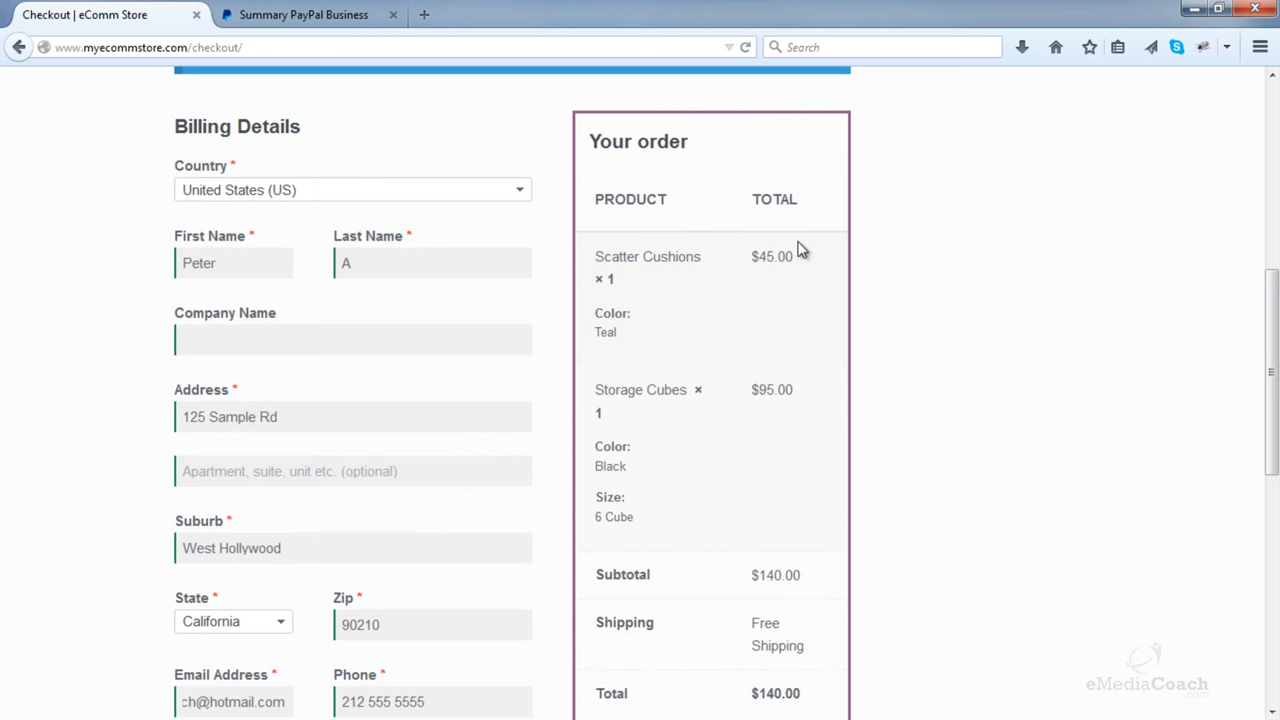 Checkout | eComm Store × Summary PayPal Business × +
www.myecommstore.com/checkout/ Search
Billing Details
Country *
United States (US)
First Name * Last Name *
Peter A
Company Name
Address *
125 Sample Rd
Apartment, suite, unit etc. (optional)
Suburb *
West Hollywood
State * Zip *
California 90210
Email Address * Phone *
ch@hotmail.com 212 555 5555
Your order
PRODUCT TOTAL
Scatter Cushions $45.00
× 1
Color:
Teal
Storage Cubes × $95.00
1
Color:
Black
Size:
6 Cube
Subtotal $140.00
Shipping Free
Shipping
Total $140.00
eMediaCoach
.com